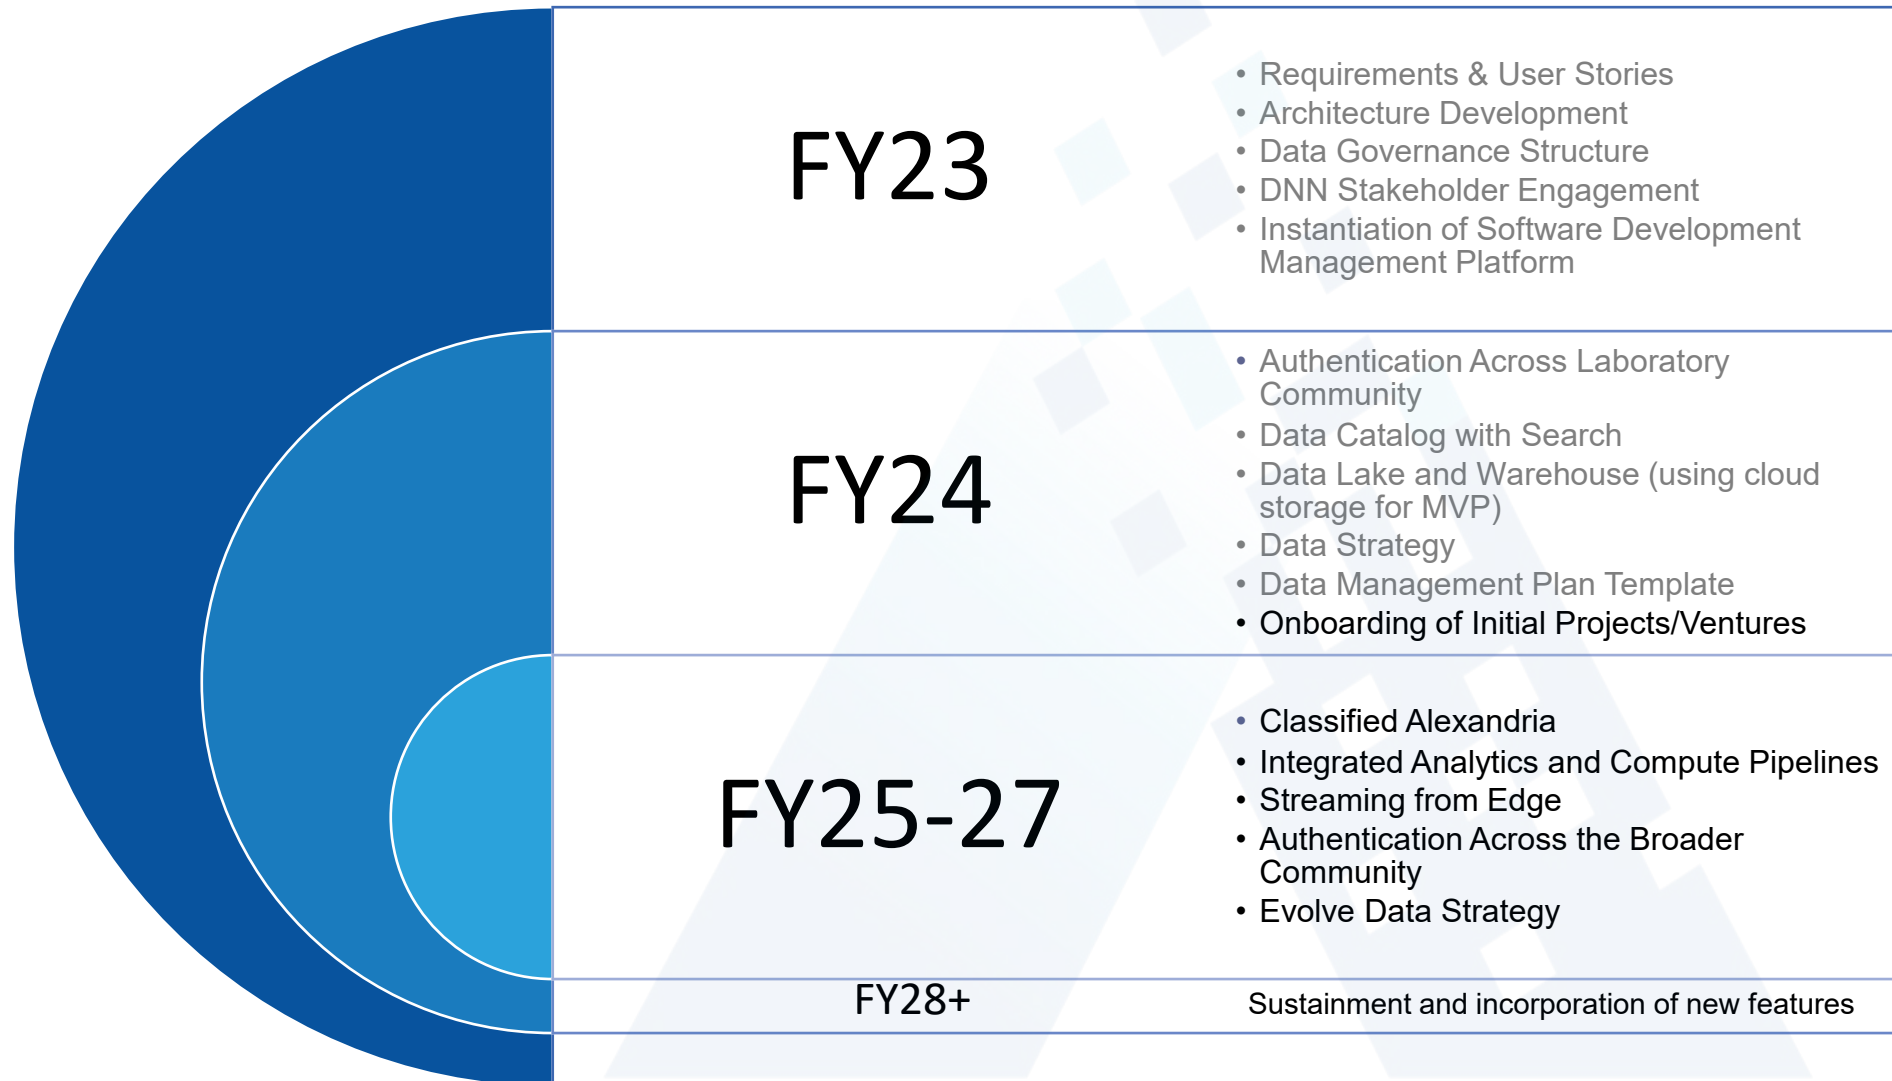 FY23
• Requirements & User Stories
• Architecture Development
• Data Governance Structure
• DNN Stakeholder Engagement
• Instantiation of Software Development
Management Platform
FY24
• Authentication Across Laboratory
Community
• Data Catalog with Search
• Data Lake and Warehouse (using cloud
storage for MVP)
• Data Strategy
• Data Management Plan Template
• Onboarding of Initial Projects/Ventures
FY25-27
• Classified Alexandria
• Integrated Analytics and Compute Pipelines
• Streaming from Edge
• Authentication Across the Broader
Community
• Evolve Data Strategy
FY28+
Sustainment and incorporation of new features